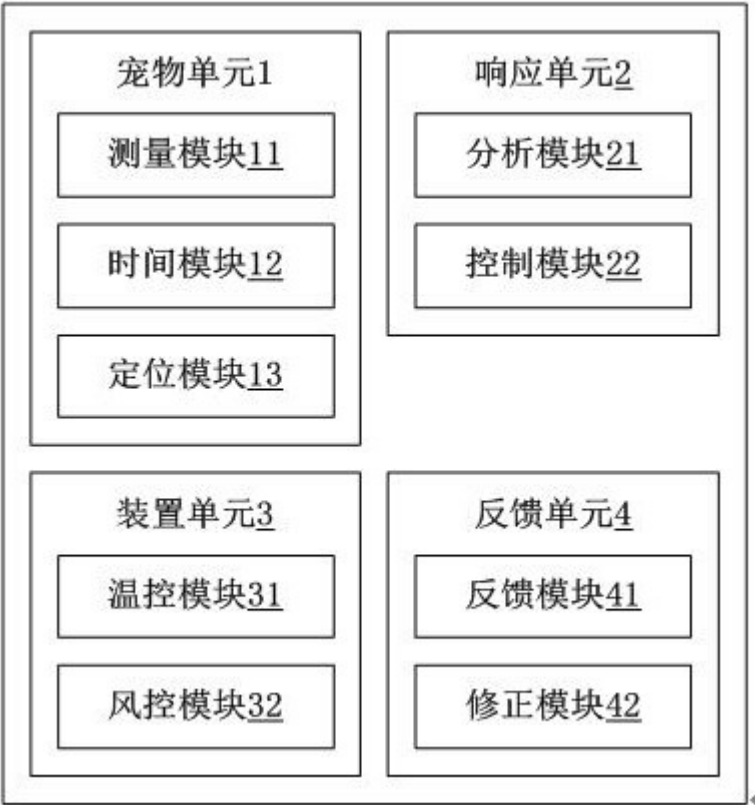 宠物单元1
测量模块11
时间模块12
定位模块13
响应单元2
分析模块21
控制模块22
装置单元3
温控模块31
风控模块32
反馈单元4
反馈模块41
修正模块42